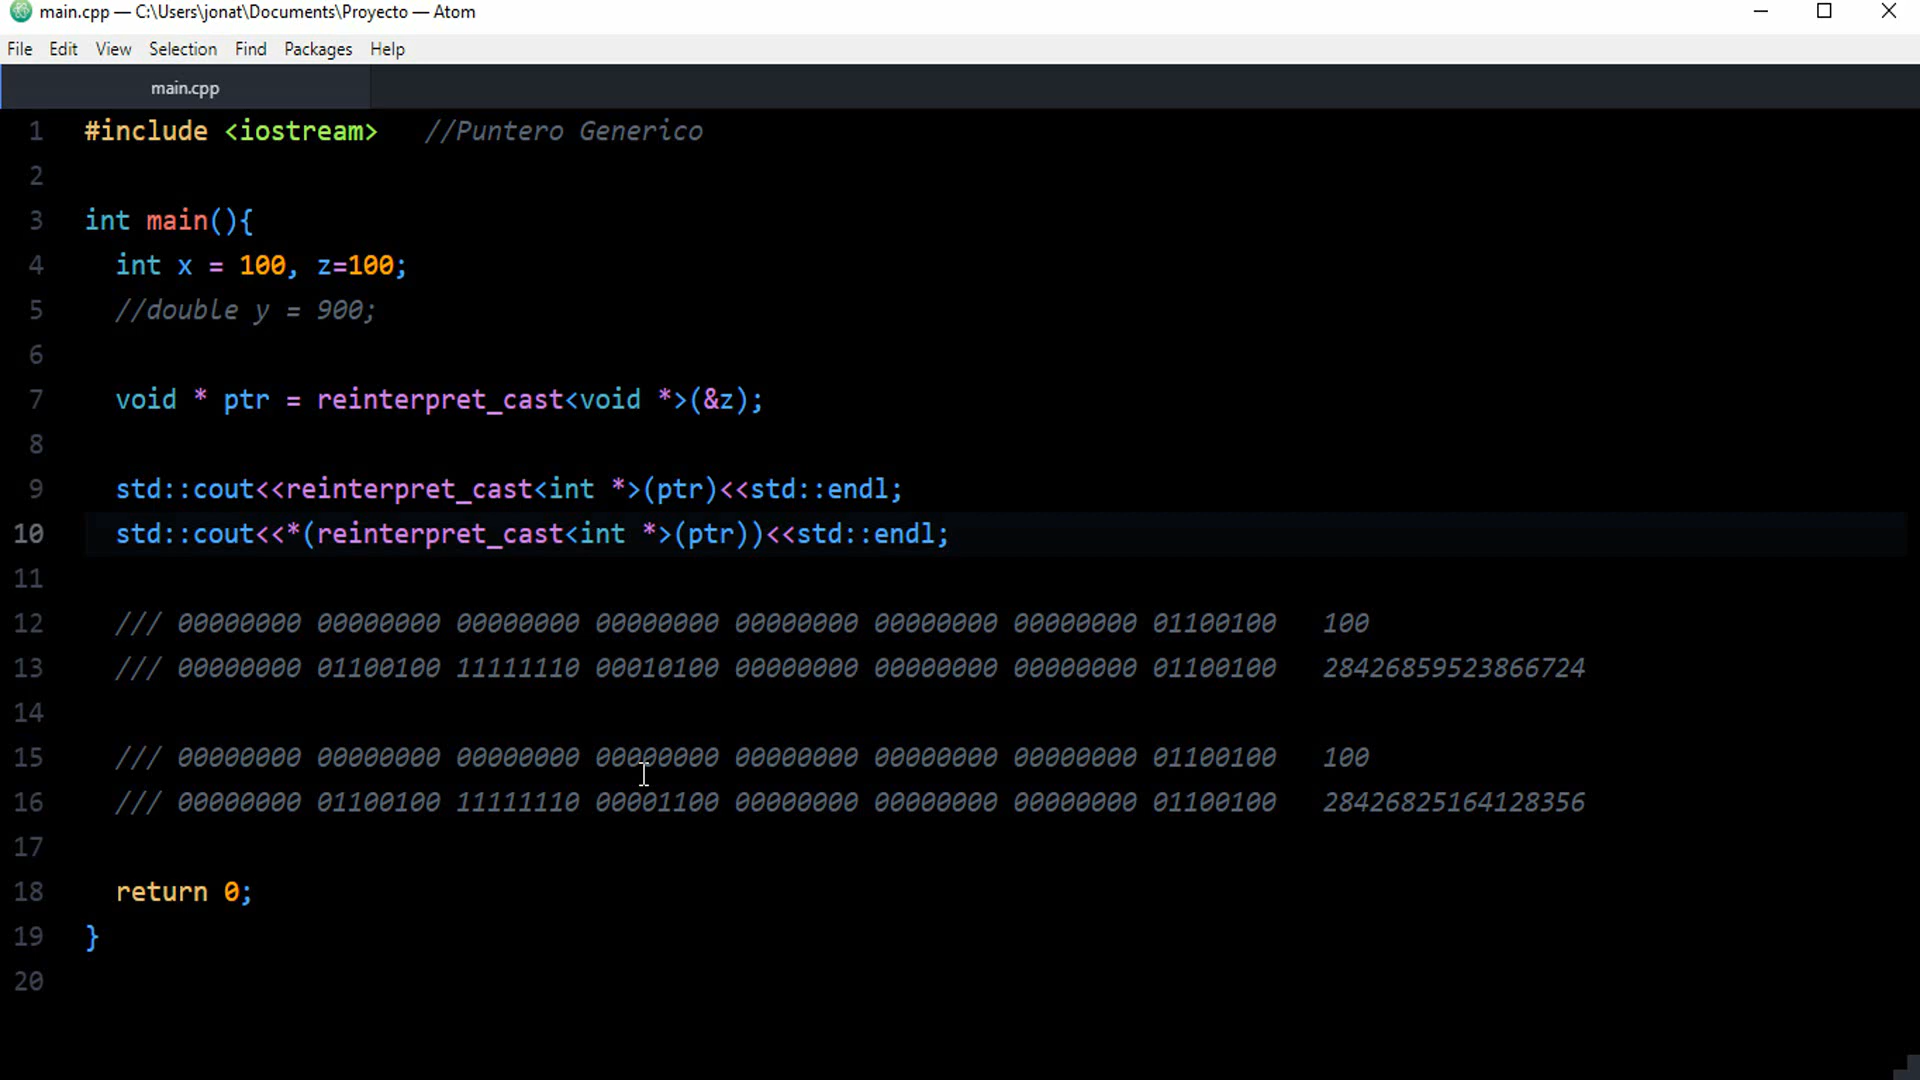 main.cpp — C:\Users\jonat\Documents\Proyecto — Atom
File Edit View Selection Find Packages Help
main.cpp
1 #include <iostream> //Puntero Generico
2
3 int main(){
4 int x = 100, z=100;
5 //double y = 900;
6
7 void * ptr = reinterpret_cast<void *>(&z);
8
9 std::cout<<reinterpret_cast<int *>(ptr)<<std::endl;
10 std::cout<<*(reinterpret_cast<int *>(ptr))<<std::endl;
11
12 /// 00000000 00000000 00000000 00000000 00000000 00000000 00000000 01100100 100
13 /// 00000000 01100100 11111110 00010100 00000000 00000000 00000000 01100100 28426859523866724
14
15 /// 00000000 00000000 00000000 00000000 00000000 00000000 00000000 01100100 100
16 /// 00000000 01100100 11111110 00001100 00000000 00000000 00000000 01100100 28426825164128356
17
18 return 0;
19 }
20